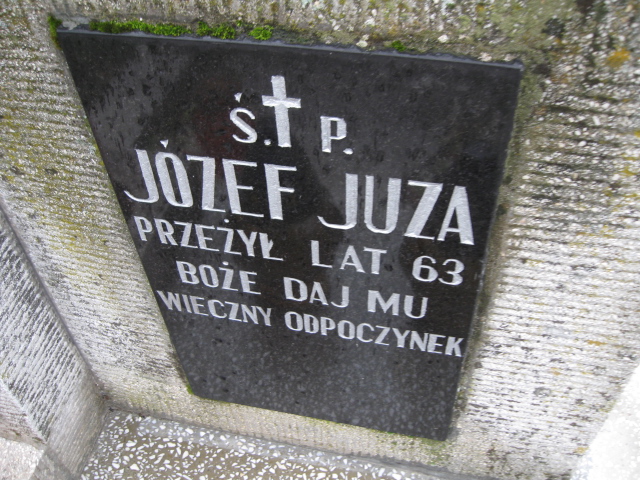 Ś. P.
JÓZEF JUZA
PRZEŻYŁ LAT 63
BOŻE DAJ MU
WIECZNY ODPOCZYNEK